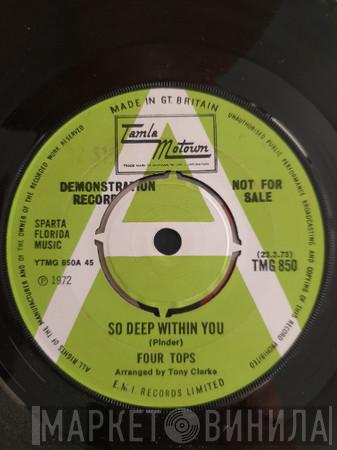 MADE IN GT. BRITAIN
UNAUTHORISED PUBLIC PERFORMANCE BROADCASTING AND COPYING OF THIS RECORD PROHIBITED
ALL RIGHTS OF THE MANUFACTURER AND OF THE OWNER OF THE RECORDED WORK RESERVED
Tamla
Motown
DEMONSTRATION
RECORD
NOT FOR
SALE
SPARTA
FLORIDA
MUSIC
YTMG 850A 45
℗ 1972
(23.3.73)
TMG 850
SO DEEP WITHIN YOU
(Pinder)
FOUR TOPS
Arranged by Tony Clarke
E.M.I RECORDS LIMITED
МАРКЕТ ВИНИЛА